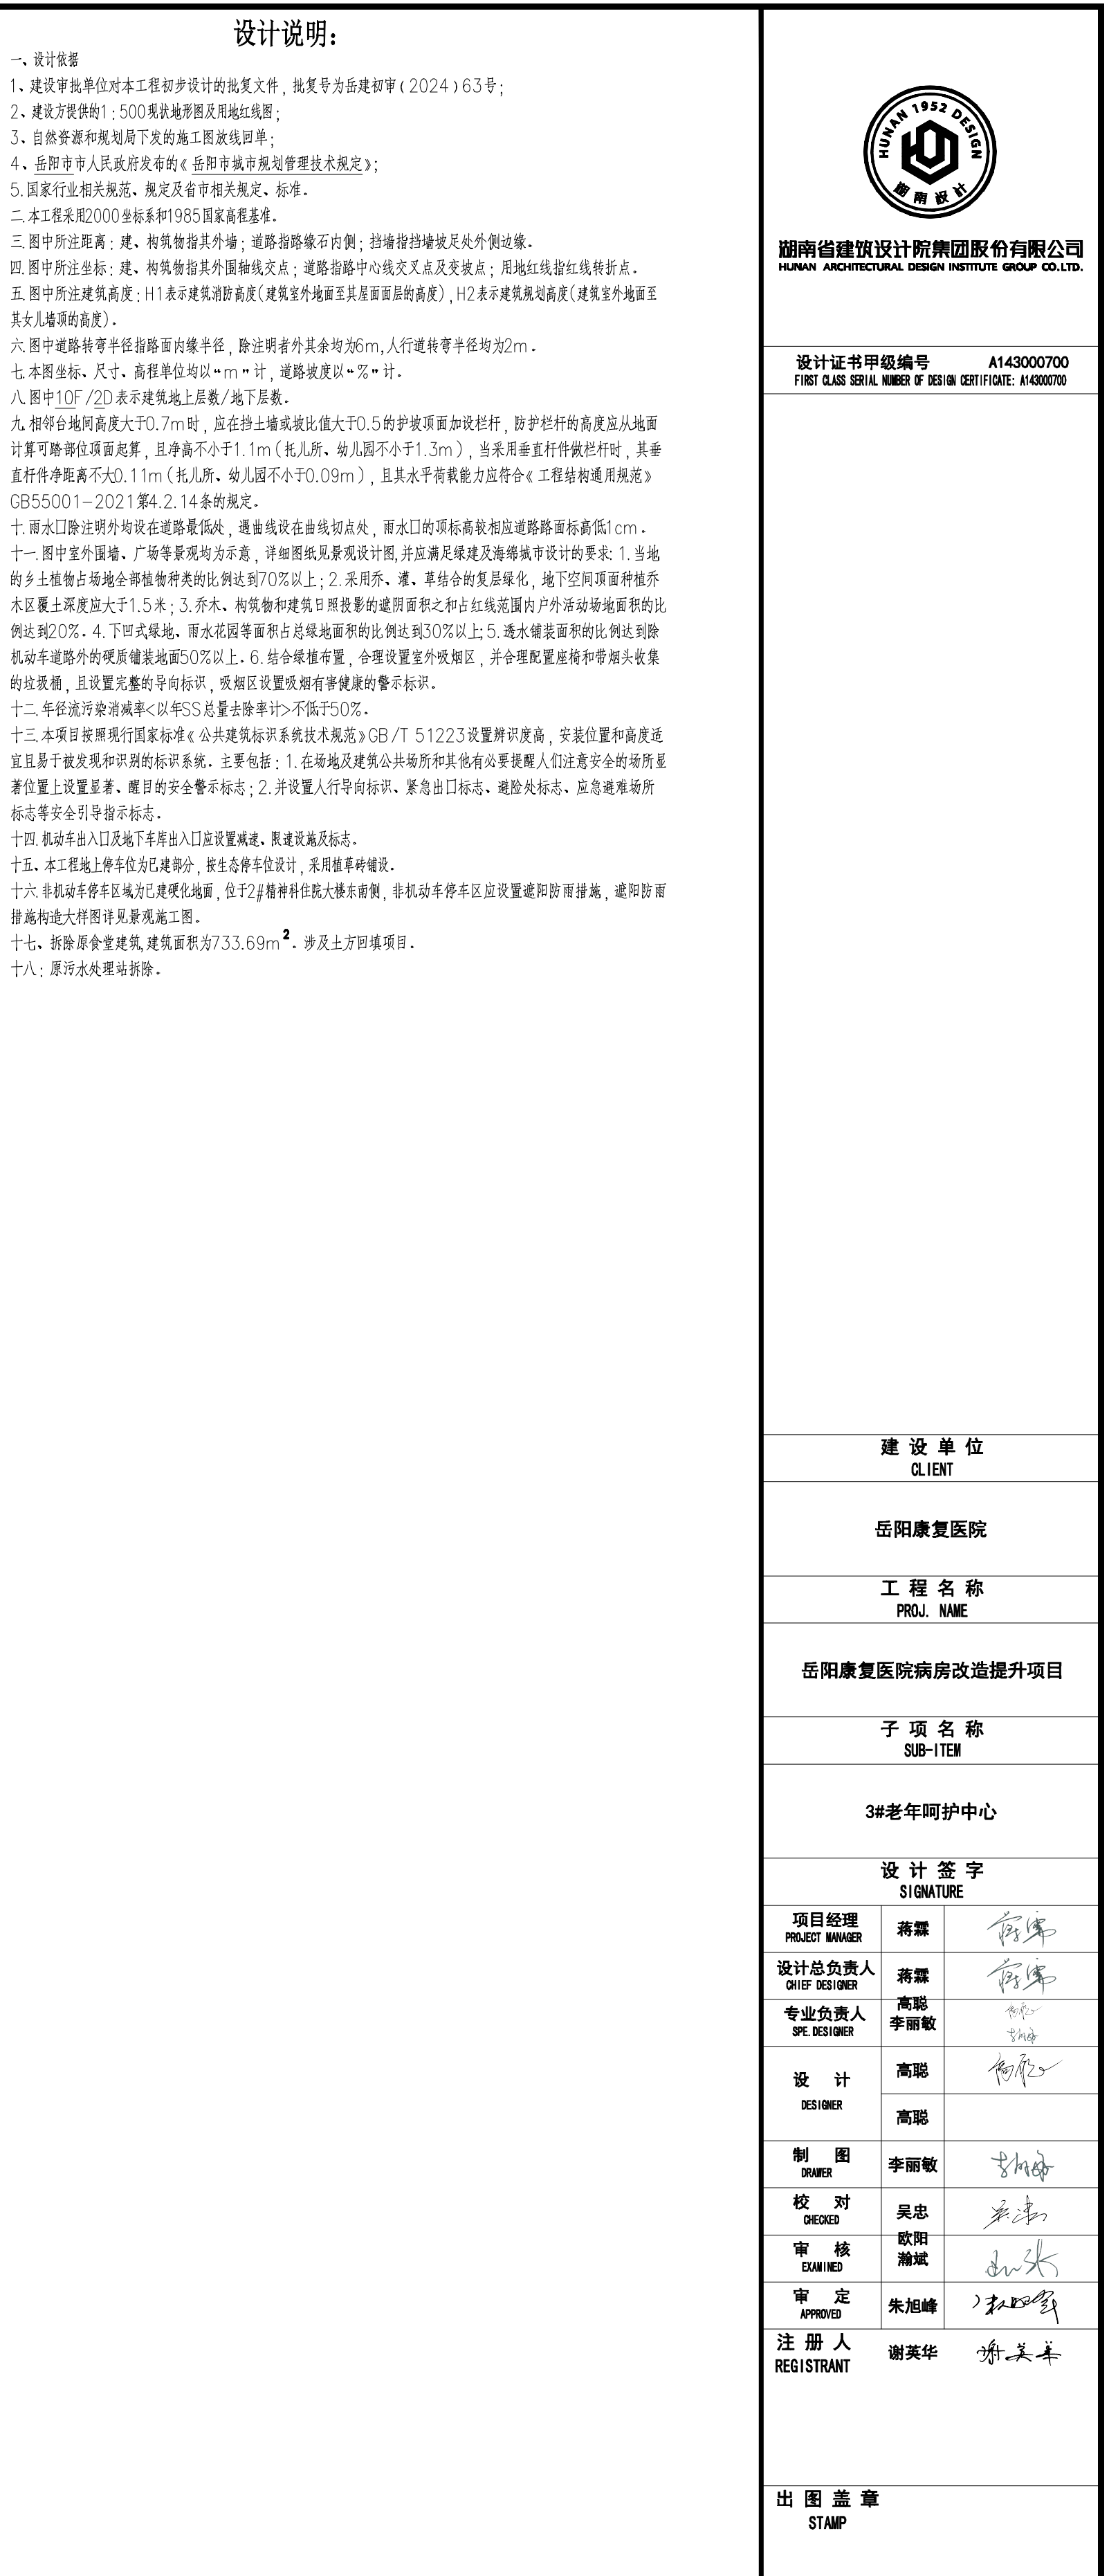 设计说明:
一、设计依据
1、建设审批单位对本工程初步设计的批复文件，批复号为岳建初审（2024）63号；
2、建设方提供的1：500现状地形图及用地红线图；
3、自然资源和规划局下发的施工图放线回单；
4、岳阳市市人民政府发布的《岳阳市城市规划管理技术规定》；
5.国家行业相关规范、规定及省市相关规定、标准。
二.本工程采用2000坐标系和1985国家高程基准。
三.图中所注距离：建、构筑物指其外墙；道路指路缘石内侧；挡墙指挡墙坡足处外侧边缘。
四.图中所注坐标：建、构筑物指其外围轴线交点；道路指路中心线交叉点及变坡点；用地红线指红线转折点。
五.图中所注建筑高度：H1表示建筑消防高度(建筑室外地面至其屋面面层的高度)，H2表示建筑规划高度(建筑室外地面至
其女儿墙顶的高度)。
六.图中道路转弯半径指路面内缘半径，除注明者外其余均为6m,人行道转弯半径均为2m。
七.本图坐标、尺寸、高程单位均以“m”计，道路坡度以“%”计。
八.图中10F/2D表示建筑地上层数/地下层数。
九.相邻台地间高度大于0.7m时，应在挡土墙或坡比值大于0.5的护坡顶面加设栏杆，防护栏杆的高度应从地面
计算可踏部位顶面起算，且净高不小于1.1m（托儿所、幼儿园不小于1.3m），当采用垂直杆件做栏杆时，其垂
直杆件净距离不大0.11m（托儿所、幼儿园不小于0.09m），且其水平荷载能力应符合《工程结构通用规范》
GB55001-2021第4.2.14条的规定。
十.雨水口除注明外均设在道路最低处，遇曲线设在曲线切点处，雨水口的顶标高较相应道路路面标高低1cm。
十一.图中室外围墙、广场等景观均为示意，详细图纸见景观设计图,并应满足绿建及海绵城市设计的要求: 1.当地
的乡土植物占场地全部植物种类的比例达到70%以上；2.采用乔、灌、草结合的复层绿化，地下空间顶面种植乔
木区覆土深度应大于1.5米；3.乔木、构筑物和建筑日照投影的遮阴面积之和占红线范围内户外活动场地面积的比
例达到20%。4.下凹式绿地、雨水花园等面积占总绿地面积的比例达到30%以上;5.透水铺装面积的比例达到除
机动车道路外的硬质铺装地面50%以上。6.结合绿植布置，合理设置室外吸烟区，并合理配置座椅和带烟头收集
的垃圾桶，且设置完整的导向标识，吸烟区设置吸烟有害健康的警示标识。
十二.年径流污染消减率<以年SS总量去除率计>不低于50%。
十三.本项目按照现行国家标准《公共建筑标识系统技术规范》GB/T 51223设置辨识度高，安装位置和高度适
宜且易于被发现和识别的标识系统。主要包括：1.在场地及建筑公共场所和其他有必要提醒人们注意安全的场所显
著位置上设置显著、醒目的安全警示标志；2.并设置人行导向标识、紧急出口标志、避险处标志、应急避难场所
标志等安全引导指示标志。
十四.机动车出入口及地下车库出入口应设置减速、限速设施及标志。
十五、本工程地上停车位为已建部分，按生态停车位设计，采用植草砖铺设。
十六.非机动车停车区域为已建硬化地面，位于2#精神科住院大楼东南侧，非机动车停车区应设置遮阳防雨措施，遮阳防雨
措施构造大样图详见景观施工图。
十七、拆除原食堂建筑,建筑面积为733.69m²。涉及土方回填项目。
十八：原污水处理站拆除。
HUNAN 1952 DESIGN
湖南设计
湖南省建筑设计院集团股份有限公司
HUNAN ARCHITECTURAL DESIGN INSTITUTE GROUP CO.LTD.
设计证书甲级编号 A143000700
FIRST CLASS SERIAL NUMBER OF DESIGN CERTIFICATE: A143000700
建设单位
CLIENT
岳阳康复医院
工程名称
PROJ. NAME
岳阳康复医院病房改造提升项目
子项名称
SUB-ITEM
3#老年呵护中心
设计签字
SIGNATURE
项目经理 蒋霖
PROJECT MANAGER
设计总负责人 蒋霖
CHIEF DESIGNER
专业负责人 高聪
李丽敏
SPE.DESIGNER
设 计 高聪
DESIGNER
高聪
制 图 李丽敏
DRAWER
校 对 吴忠
CHECKED
审 核 欧阳
瀚斌
EXAMINED
审 定 朱旭峰
APPROVED
注册人 谢英华 谢英华
REGISTRANT
出图盖章
STAMP